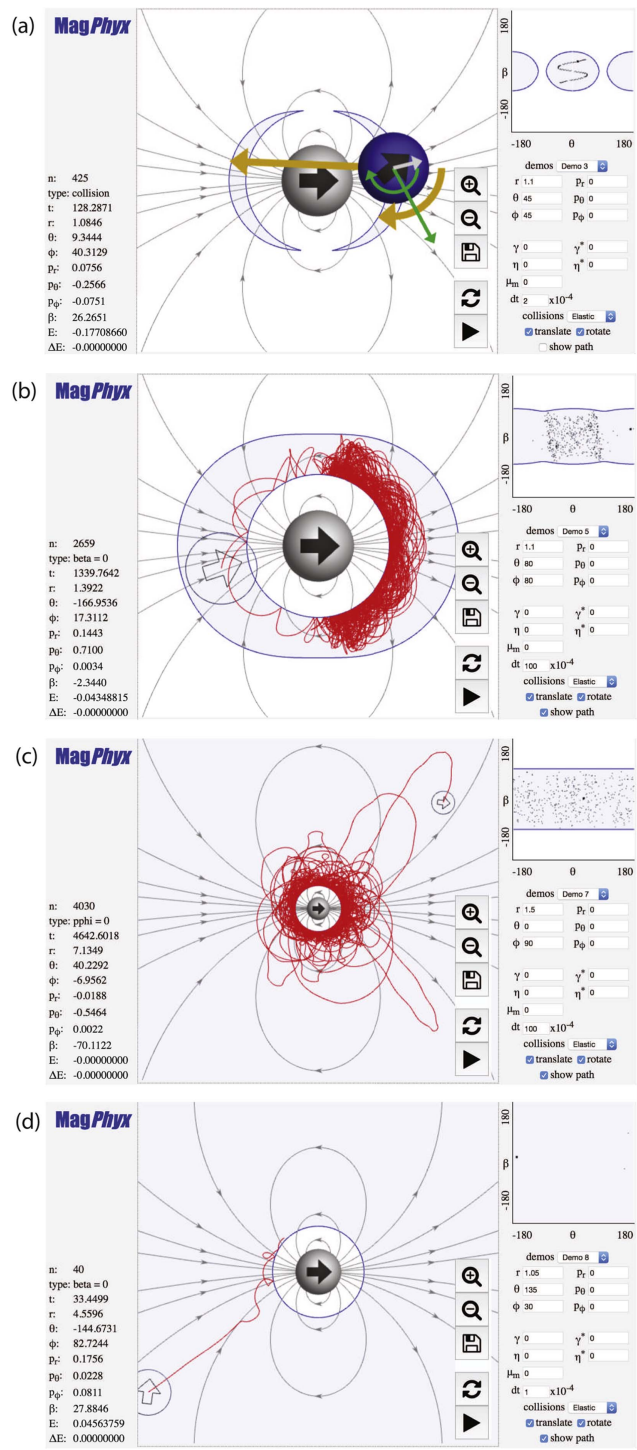 (a)
MagPhyx
n: 425
type: collision
t: 128.2871
r: 1.0846
θ: 9.3444
ϕ: 40.3129
pr: 0.0756
pθ: -0.2566
pϕ: -0.0751
β: 26.2651
E: -0.17708660
ΔE: -0.00000000
180
β
-180
-180 0 180
demos Demo 3
r 1.1 pr 0
θ 45 pθ 0
ϕ 45 pϕ 0
γ 0 γ* 0
η 0 η* 0
μm 0
dt 2 x10-4
collisions Elastic
translate rotate
show path
(b)
MagPhyx
n: 2659
type: beta = 0
t: 1339.7642
r: 1.3922
θ: -166.9536
ϕ: 17.3112
pr: 0.1443
pθ: 0.7100
pϕ: 0.0034
β: -2.3440
E: -0.04348815
ΔE: -0.00000000
180
β
-180
-180 0 180
demos Demo 5
r 1.1 pr 0
θ 80 pθ 0
ϕ 80 pϕ 0
γ 0 γ* 0
η 0 η* 0
μm 0
dt 100 x10-4
collisions Elastic
translate rotate
show path
(c)
MagPhyx
n: 4030
type: pphi = 0
t: 4642.6018
r: 7.1349
θ: 40.2292
ϕ: -6.9562
pr: -0.0188
pθ: -0.5464
pϕ: 0.0022
β: -70.1122
E: -0.00000000
ΔE: -0.00000000
180
β
-180
-180 0 180
demos Demo 7
r 1.5 pr 0
θ 0 pθ 0
ϕ 90 pϕ 0
γ 0 γ* 0
η 0 η* 0
μm 0
dt 100 x10-4
collisions Elastic
translate rotate
show path
(d)
MagPhyx
n: 40
type: beta = 0
t: 33.4499
r: 4.5596
θ: -144.6731
ϕ: 82.7244
pr: 0.1756
pθ: 0.0228
pϕ: 0.0811
β: 27.8846
E: 0.04563759
ΔE: 0.00000000
180
β
-180
-180 0 180
demos Demo 8
r 1.05 pr 0
θ 135 pθ 0
ϕ 30 pϕ 0
γ 0 γ* 0
η 0 η* 0
μm 0
dt 1 x10-4
collisions Elastic
translate rotate
show path